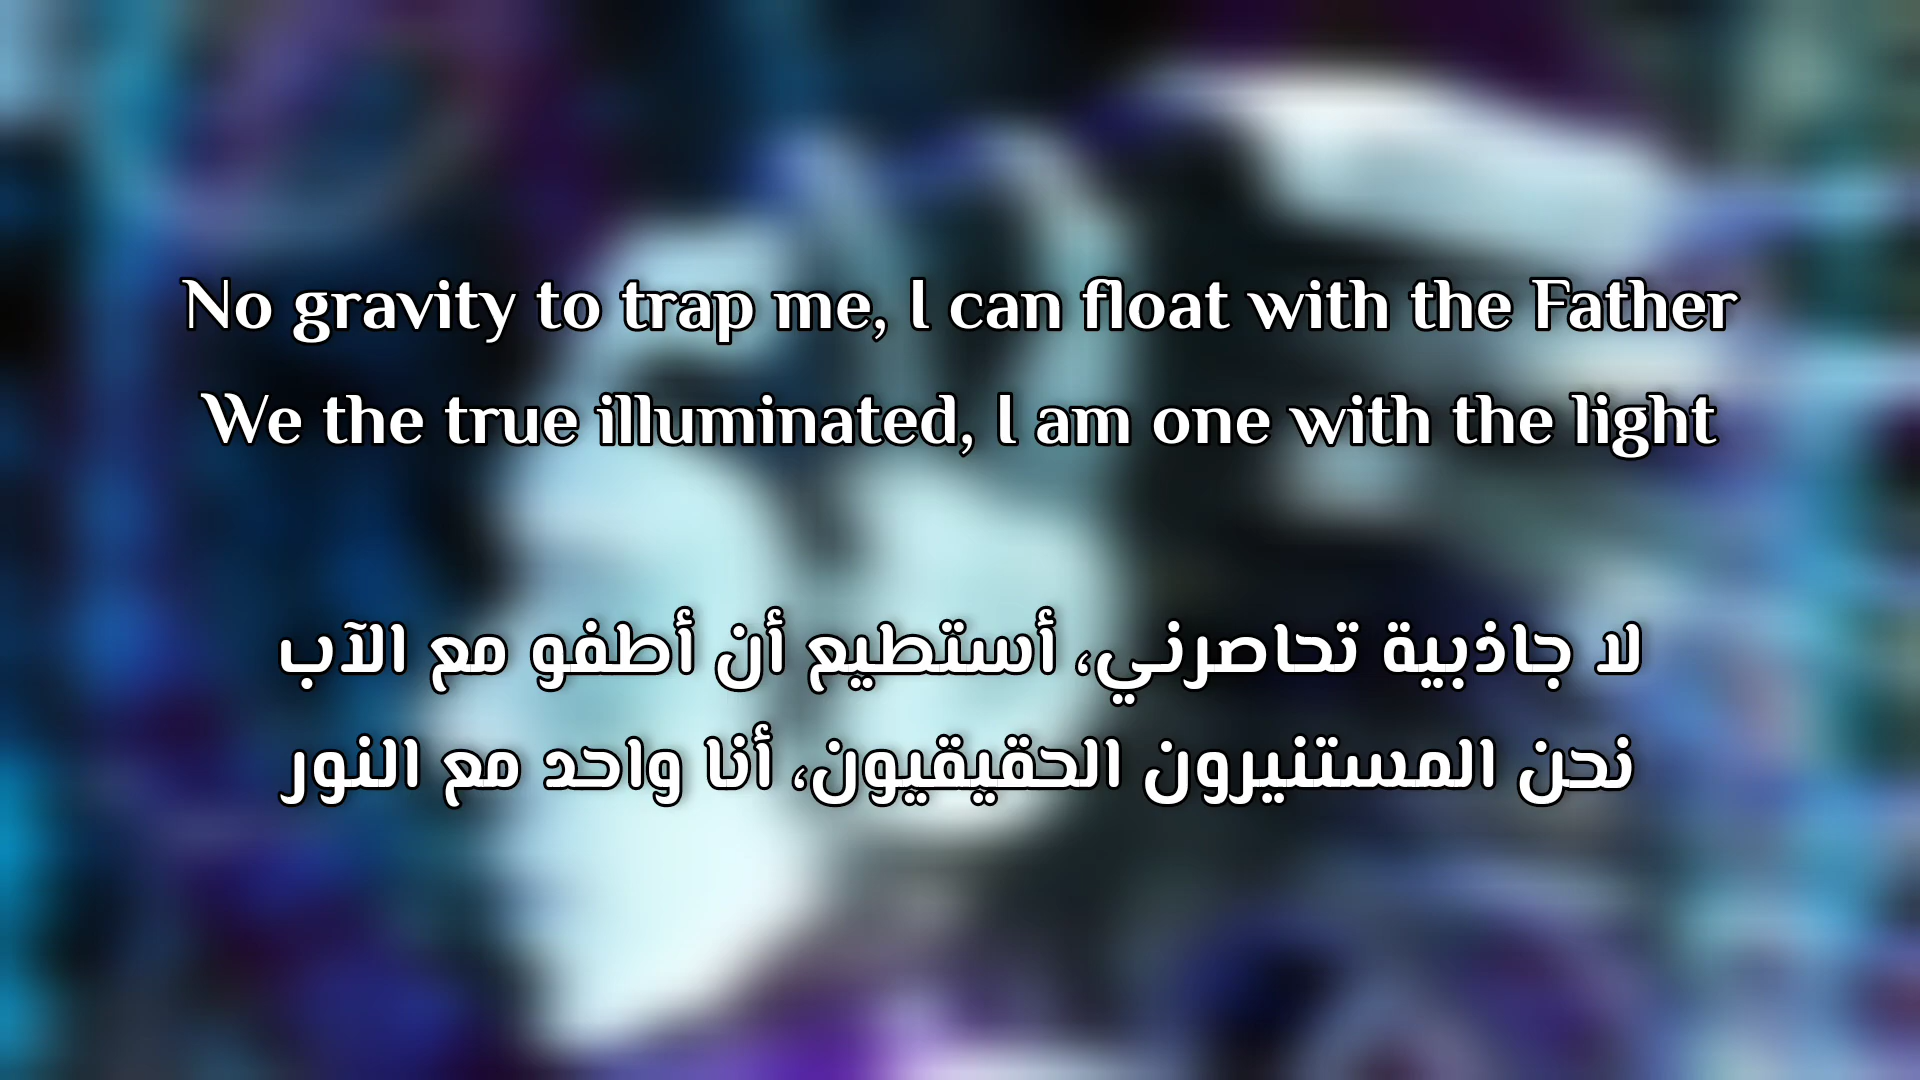 No gravity to trap me, I can float with the Father
We the true illuminated, I am one with the light
لا جاذبية تحاصرني، أستطيع أن أطفو مع الآب
نحن المستنيرون الحقيقيون، أنا واحد مع النور